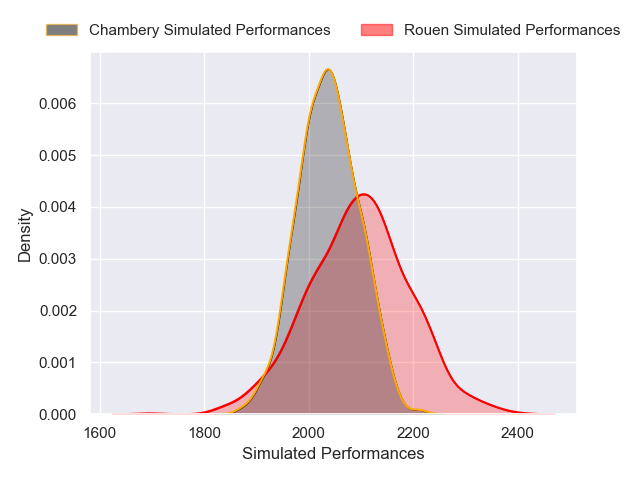 Chambery Simulated Performances
Rouen Simulated Performances
0.006
0.005
0.004
0.003
0.002
0.001
0.000
Density
1600 1800 2000 2200 2400
Simulated Performances